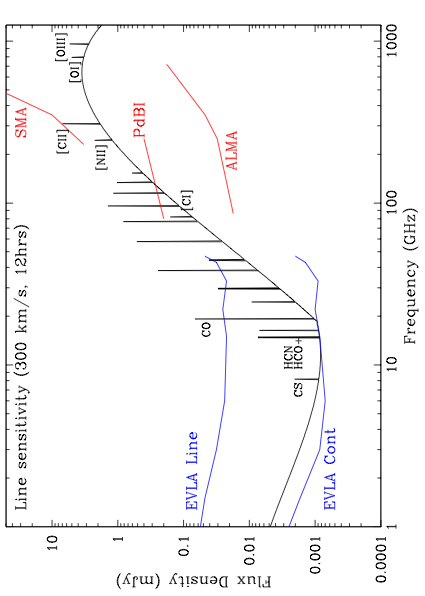 Line sensitivity (300 km/s, 12hrs)
SMA
[CII]
[OI]
[OIII]
[NII]
PdBI
ALMA
[CI]
CO
HCN
HCO+
CS
EVLA Line
EVLA Cont
Flux Density (mJy)
10
1
0.1
0.01
0.001
0.0001
1
10
100
1000
Frequency (GHz)